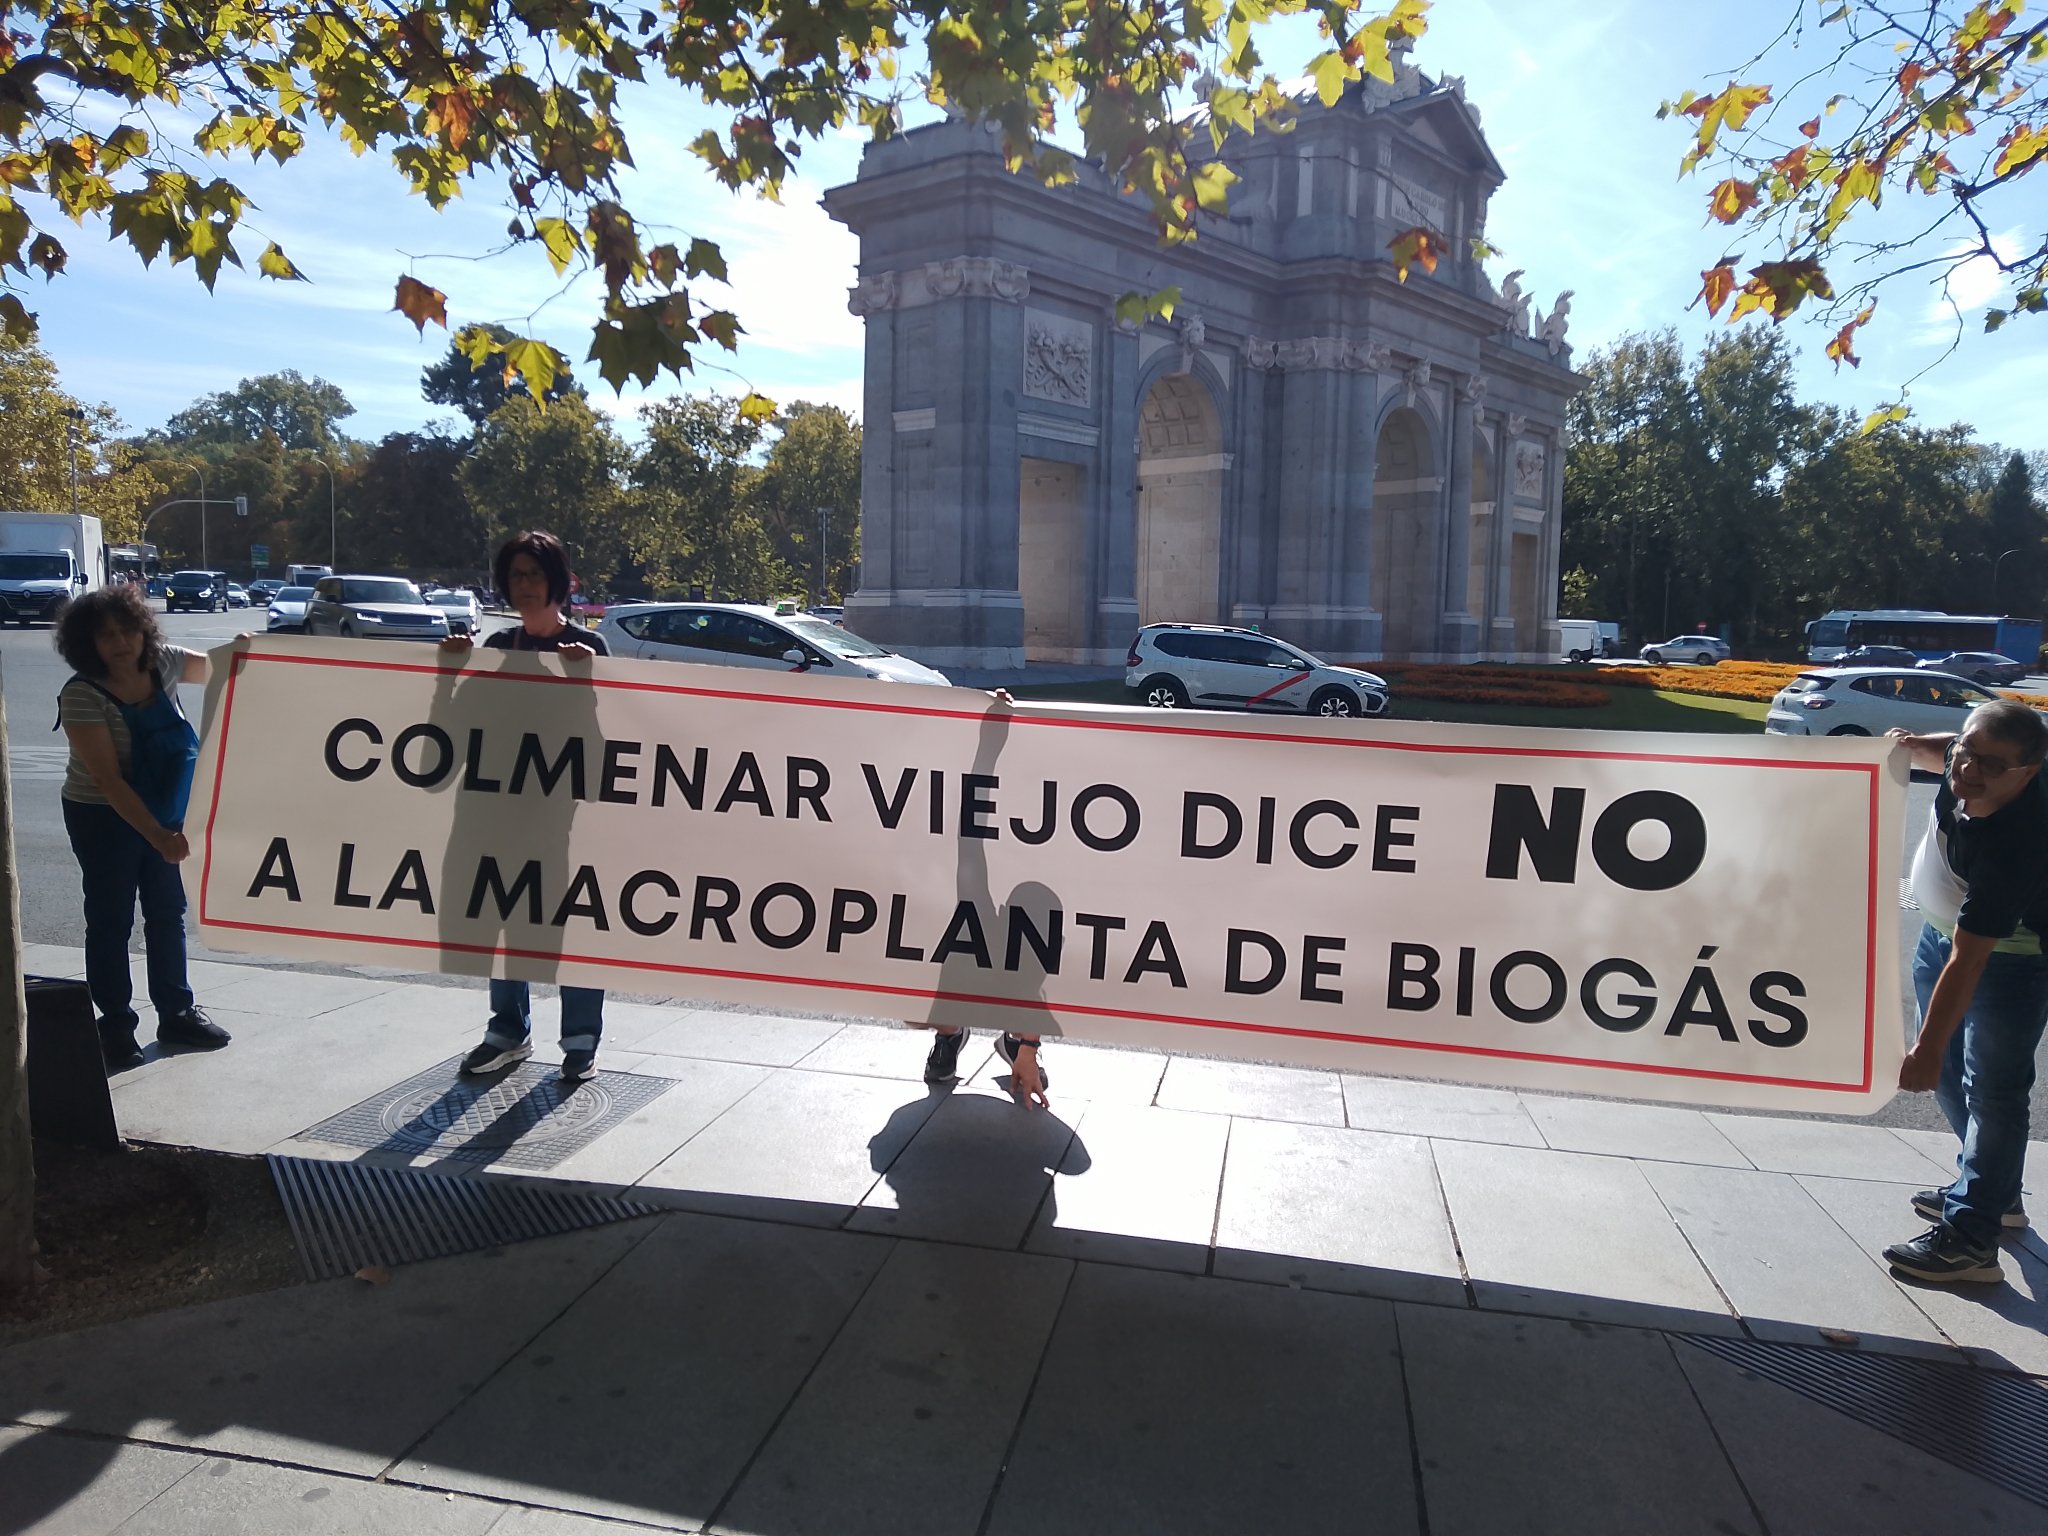 COLMENAR VIEJO DICE NO
A LA MACROPLANTA DE BIOGÁS